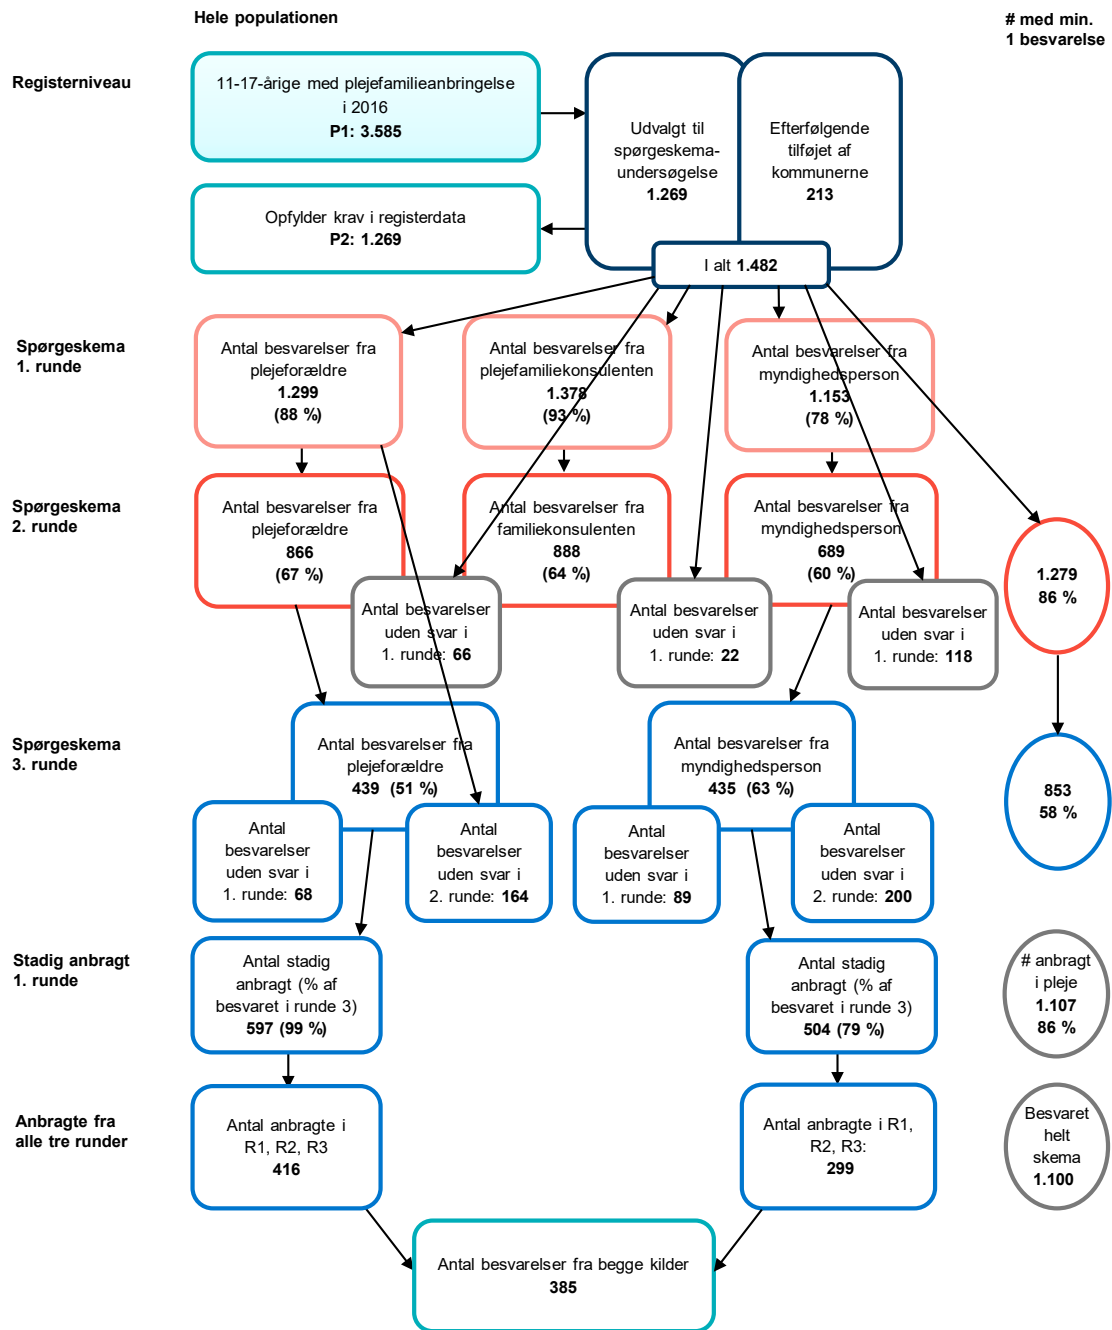 Hele populationen
# med min.
1 besvarelse
Registerniveau
11-17-årige med plejefamilieanbringelse
i 2016
P1: 3.585
Udvalgt til
spørgeskema-
undersøgelse
1.269
Efterfølgende
tilføjet af
kommunerne
213
Opfylder krav i registerdata
P2: 1.269
I alt 1.482
Spørgeskema
1. runde
Antal besvarelser fra
plejeforældre
1.299
(88 %)
Antal besvarelser fra
plejefamiliekonsulenten
1.378
(93 %)
Antal besvarelser fra
myndighedsperson
1.153
(78 %)
Spørgeskema
2. runde
Antal besvarelser fra
plejeforældre
866
(67 %)
Antal besvarelser fra
familiekonsulenten
888
(64 %)
Antal besvarelser fra
myndighedsperson
689
(60 %)
1.279
86 %
Antal besvarelser
uden svar i
1. runde: 66
Antal besvarelser
uden svar i
1. runde: 22
Antal besvarelser
uden svar i
1. runde: 118
Spørgeskema
3. runde
Antal besvarelser fra
plejeforældre
439 (51 %)
Antal besvarelser fra
myndighedsperson
435 (63 %)
853
58 %
Antal
besvarelser
uden svar i
1. runde: 68
Antal
besvarelser
uden svar i
2. runde: 164
Antal
besvarelser
uden svar i
1. runde: 89
Antal
besvarelser
uden svar i
2. runde: 200
Stadig anbragt
1. runde
Antal stadig
anbragt (% af
besvaret i runde 3)
597 (99 %)
Antal stadig
anbragt (% af
besvaret i runde 3)
504 (79 %)
# anbragt
i pleje
1.107
86 %
Anbragte fra
alle tre runder
Antal anbragte i
R1, R2, R3
416
Antal anbragte i R1,
R2, R3:
299
Besvaret
helt
skema
1.100
Antal besvarelser fra begge kilder
385